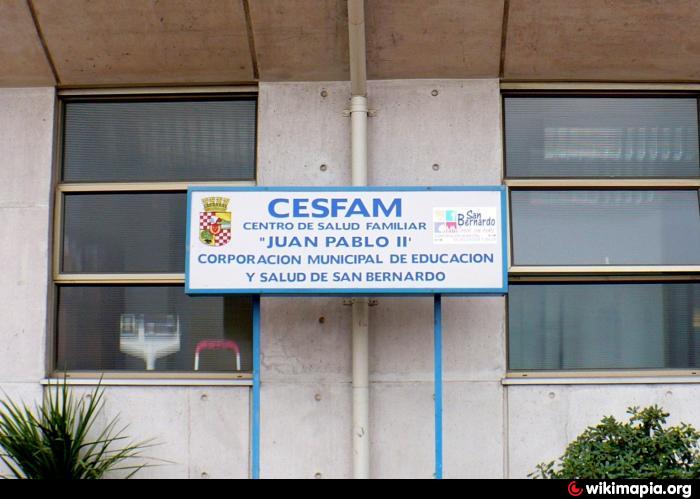 CESFAM
CENTRO DE SALUD FAMILIAR
"JUAN PABLO II'
CORPORACION MUNICIPAL DE EDUCACION
Y SALUD DE SAN BERNARDO
San
Bernardo
wikimapia.org